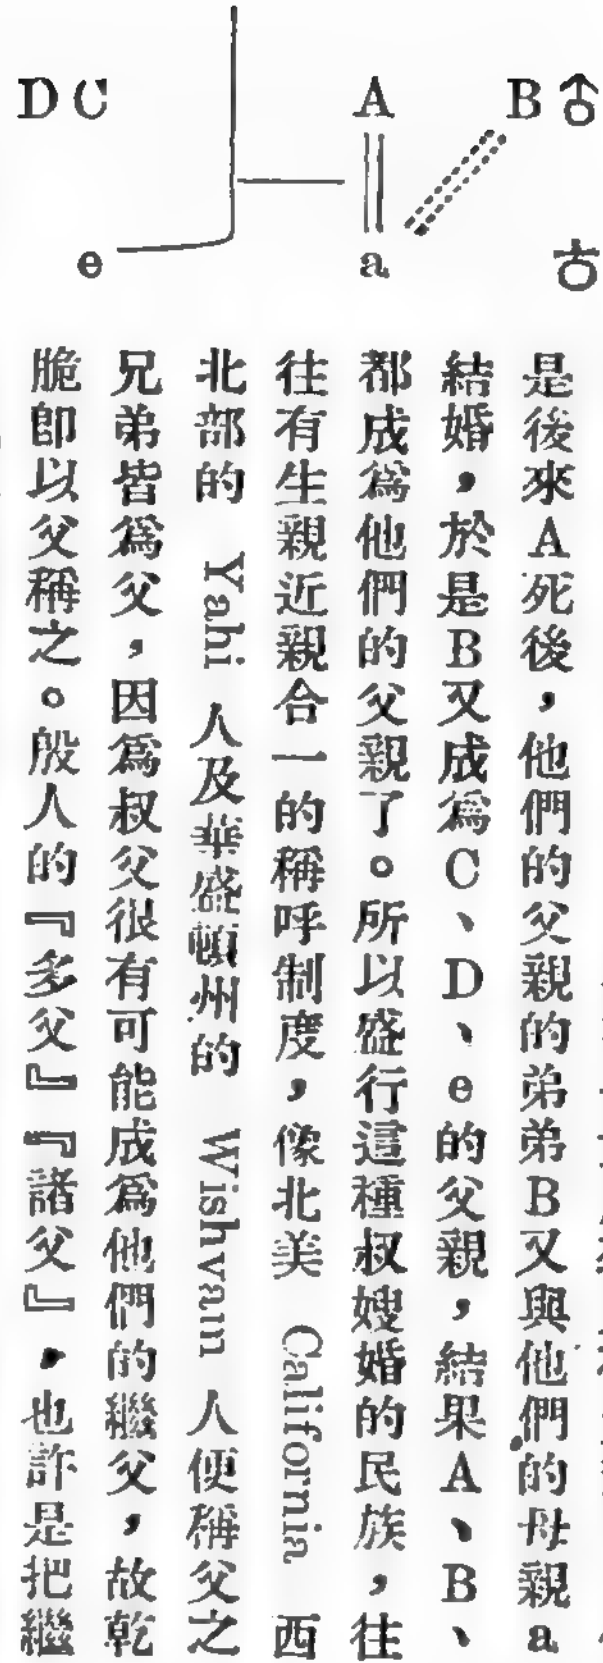 ♂ B A C D
♀ a e
是後來A死後，他們的父親的弟弟B又與他們的母親a
結婚，於是B又成爲C、D、e的父親，結果A、B、
都成爲他們的父親了。所以盛行這種叔嫂婚的民族，往
往有生親近親合一的稱呼制度，像北美 California 西
北部的 Yahi 人及華盛頓州的 Wishvam 人便稱父之
兄弟皆爲父，因爲叔父很有可能成爲他們的繼父，故乾
脆卽以父稱之。殷人的『多父』『諸父』，也許是把繼